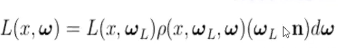 L(x, ω) = L(x, ω_L)ρ(x, ω_L, ω)(ω_L · n)dω